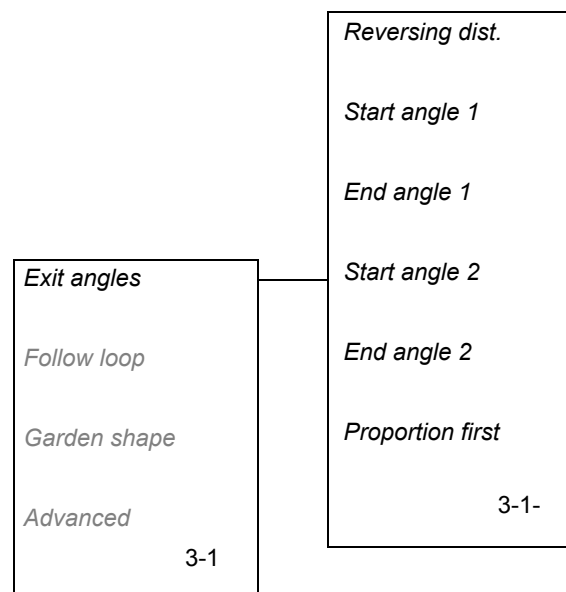 Reversing dist.
Start angle 1
End angle 1
Start angle 2
End angle 2
Proportion first
3-1-
Exit angles
Follow loop
Garden shape
Advanced
3-1